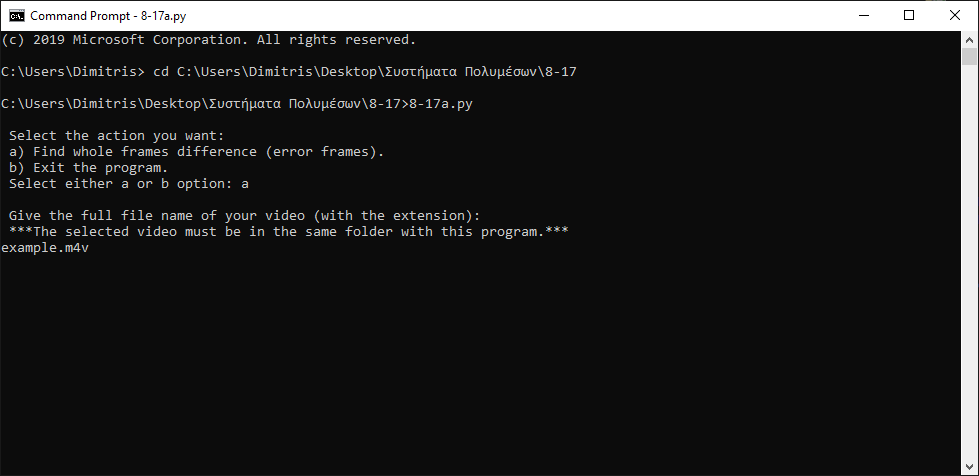 Command Prompt - 8-17a.py
(c) 2019 Microsoft Corporation. All rights reserved.
C:\Users\Dimitris> cd C:\Users\Dimitris\Desktop\Συστήματα Πολυμέσων\8-17
C:\Users\Dimitris\Desktop\Συστήματα Πολυμέσων\8-17>8-17a.py
Select the action you want:
a) Find whole frames difference (error frames).
b) Exit the program.
Select either a or b option: a
Give the full file name of your video (with the extension):
***The selected video must be in the same folder with this program.***
example.m4v